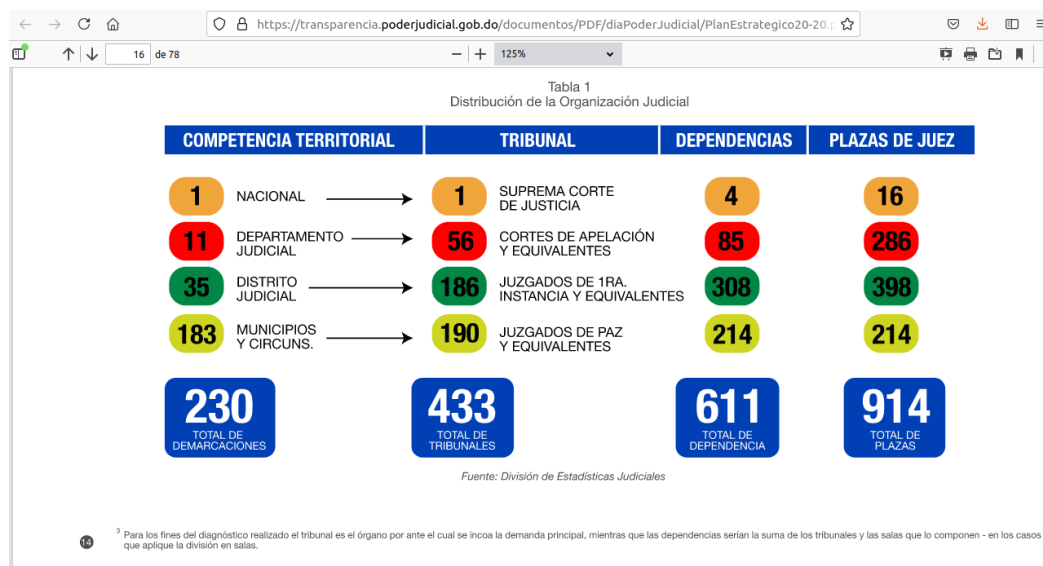 https://transparencia.poderjudicial.gob.do/documentos/PDF/diaPoderJudicial/PlanEstrategico20-20.p
16 de 78
125%
Tabla 1
Distribución de la Organización Judicial
COMPETENCIA TERRITORIAL TRIBUNAL DEPENDENCIAS PLAZAS DE JUEZ
1 NACIONAL 1 SUPREMA CORTE DE JUSTICIA 4 16
11 DEPARTAMENTO JUDICIAL 56 CORTES DE APELACIÓN Y EQUIVALENTES 85 286
35 DISTRITO JUDICIAL 186 JUZGADOS DE 1RA. INSTANCIA Y EQUIVALENTES 308 398
183 MUNICIPIOS Y CIRCUNS. 190 JUZGADOS DE PAZ Y EQUIVALENTES 214 214
230 433 611 914
TOTAL DE DEMARCACIONES TOTAL DE TRIBUNALES TOTAL DE DEPENDENCIA TOTAL DE PLAZAS
Fuente: División de Estadísticas Judiciales
14
3 Para los fines del diagnóstico realizado el tribunal es el órgano por ante el cual se incoa la demanda principal, mientras que las dependencias serían la suma de los tribunales y las salas que lo componen - en los casos
que aplique la división en salas.